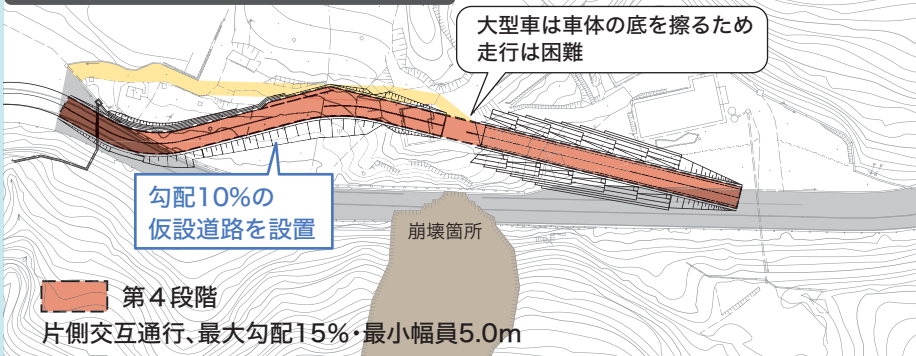 大型車は車体の底を擦るため
走行は困難
勾配10%の
仮設道路を設置
崩壊箇所
第4段階
片側交互通行、最大勾配15%・最小幅員5.0m